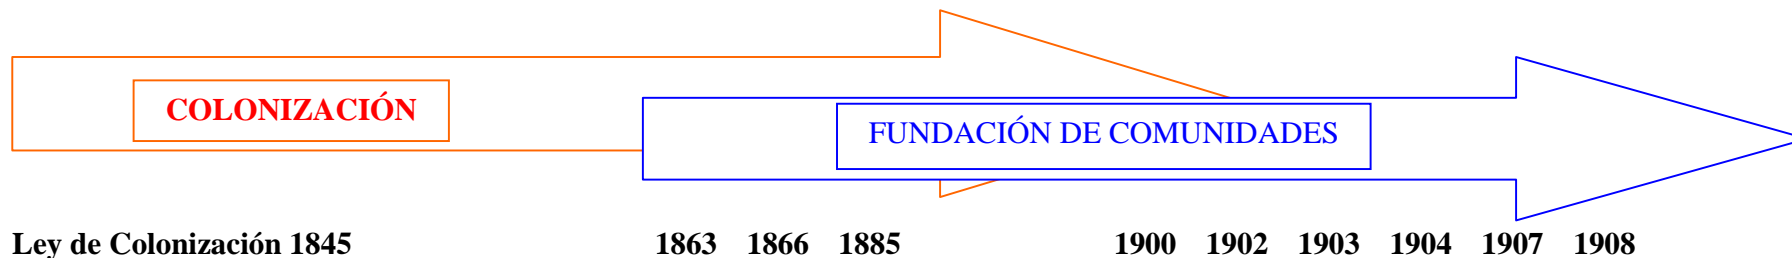 COLONIZACIÓN
FUNDACIÓN DE COMUNIDADES
Ley de Colonización 1845 1863 1866 1885 1900 1902 1903 1904 1907 1908